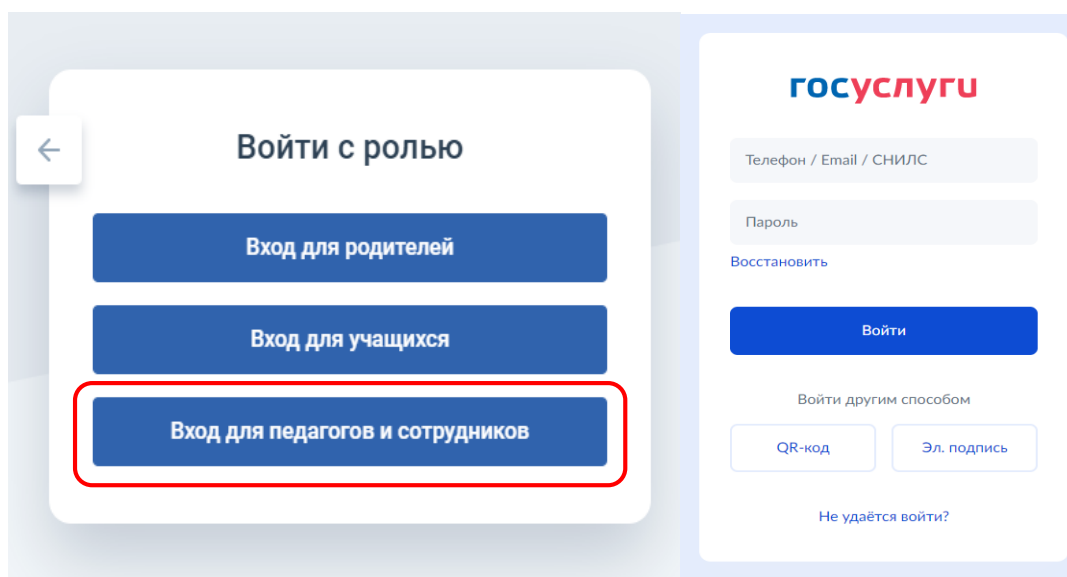 Войти с ролью
Вход для родителей
Вход для учащихся
Вход для педагогов и сотрудников
госуслуги
Телефон / Email / СНИЛС
Пароль
Восстановить
Войти
Войти другим способом
QR-код
Эл. подпись
Не удаётся войти?